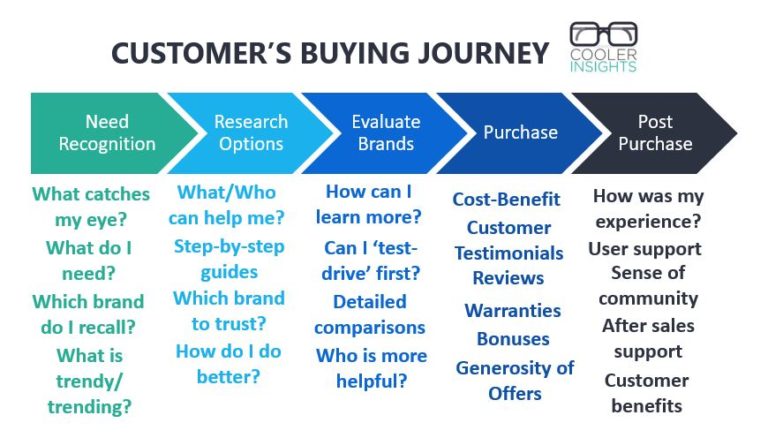 CUSTOMER'S BUYING JOURNEY
COOLER
INSIGHTS
Need
Recognition
Research
Options
Evaluate
Brands
Purchase
Post
Purchase
What catches
my eye?
What do I
need?
Which brand
do I recall?
What is
trendy/
trending?
What/Who
can help me?
Step-by-step
guides
Which brand
to trust?
How do I do
better?
How can I
learn more?
Can I ‘test-
drive’ first?
Detailed
comparisons
Who is more
helpful?
Cost-Benefit
Customer
Testimonials
Reviews
Warranties
Bonuses
Generosity of
Offers
How was my
experience?
User support
Sense of
community
After sales
support
Customer
benefits